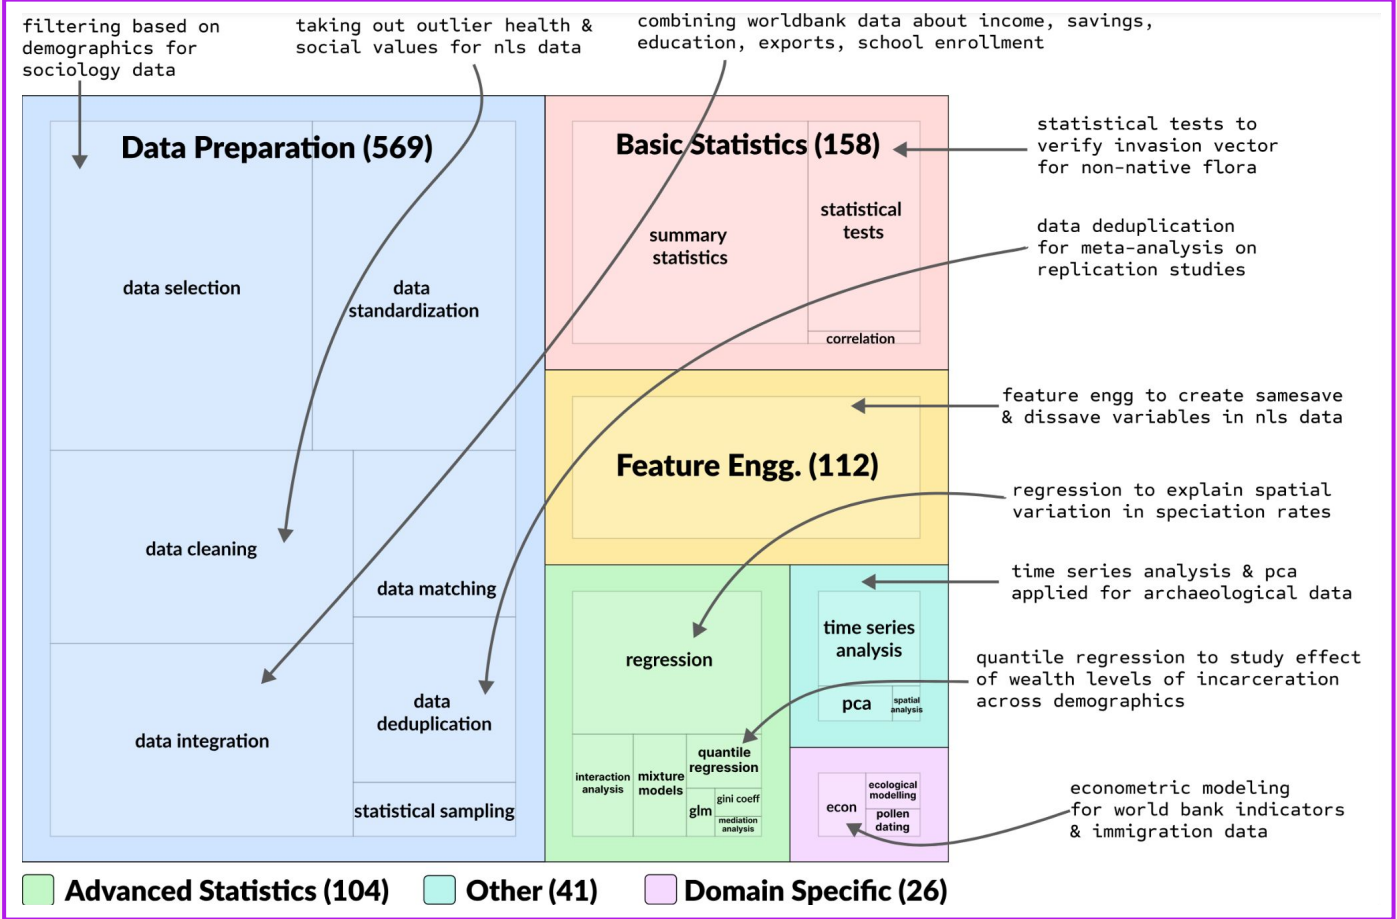 filtering based on
demographics for
sociology data
taking out outlier health &
social values for nls data
combining worldbank data about income, savings,
education, exports, school enrollment
Data Preparation (569)
data selection
data
standardization
data cleaning
data matching
data integration
data
deduplication
statistical sampling
Basic Statistics (158)
summary
statistics
statistical
tests
correlation
statistical tests to
verify invasion vector
for non-native flora
data deduplication
for meta-analysis on
replication studies
Feature Engg. (112)
feature engg to create samesave
& dissave variables in nls data
regression to explain spatial
variation in speciation rates
regression
interaction
analysis
mixture
models
quantile
regression
glm
gini coeff
mediation
analysis
time series
analysis
pca
spatial
analysis
time series analysis & pca
applied for archaeological data
quantile regression to study effect
of wealth levels of incarceration
across demographics
econ
ecological
modelling
pollen
dating
econometric modeling
for world bank indicators
& immigration data
Advanced Statistics (104)
Other (41)
Domain Specific (26)